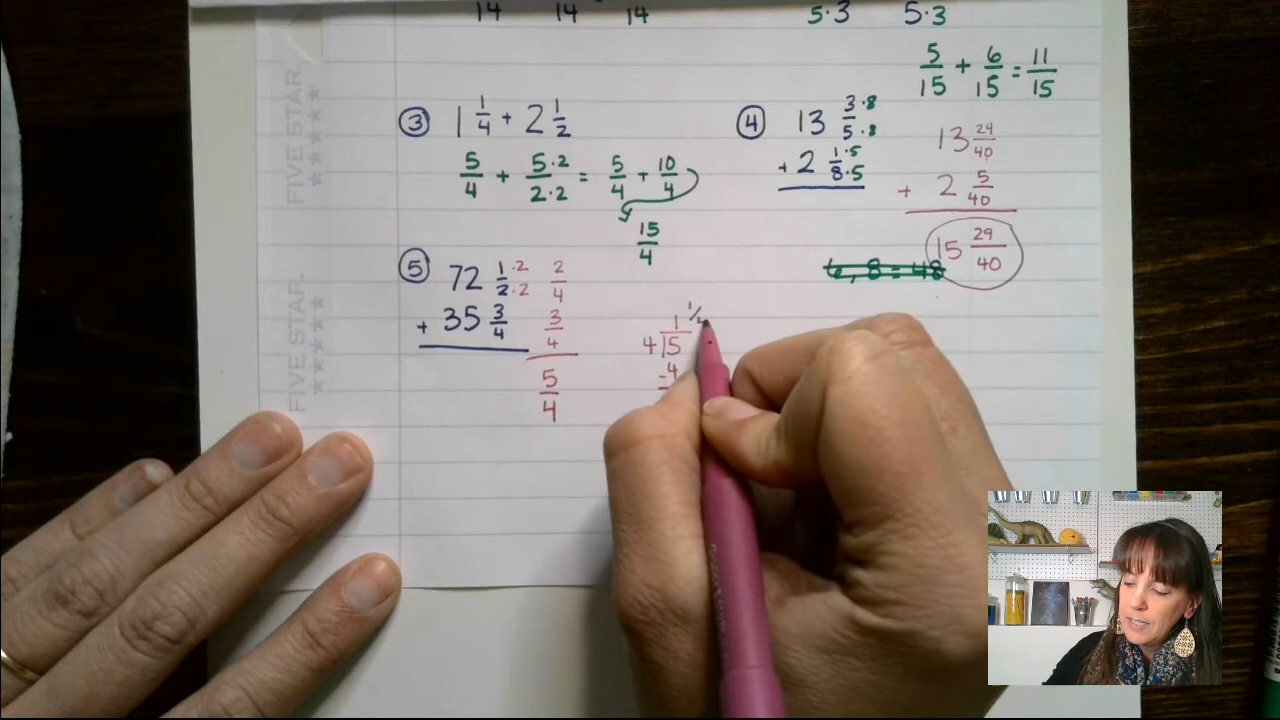 14 14 14
5·3 5·3
5/15 + 6/15 = 11/15
③ 1 1/4 + 2 1/2
5/4 + 5·2/2·2 = 5/4 + 10/4
15/4
④ 13 3·8/5·8
+ 2 1·5/8·5
13 24/40
+ 2 5/40
15 29/40
6, 8 = 48
⑤ 72 1·2/2·2 2/4
+ 35 3/4 3/4
5/4
1 1/
4)5
-4
FIVE STAR
FIVE STAR